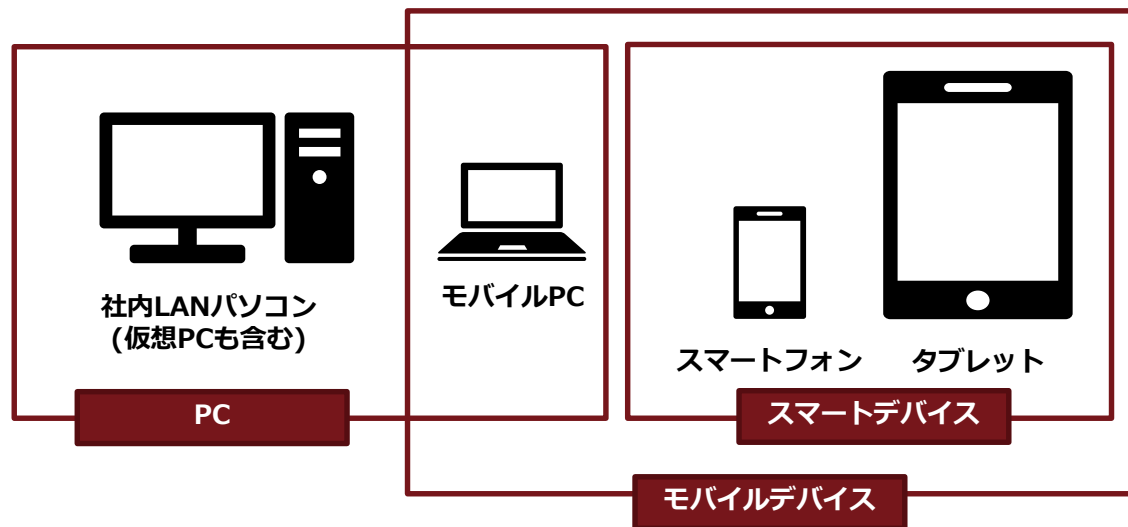 社内LANパソコン
(仮想PCも含む)
モバイルPC
スマートフォン
タブレット
PC
スマートデバイス
モバイルデバイス